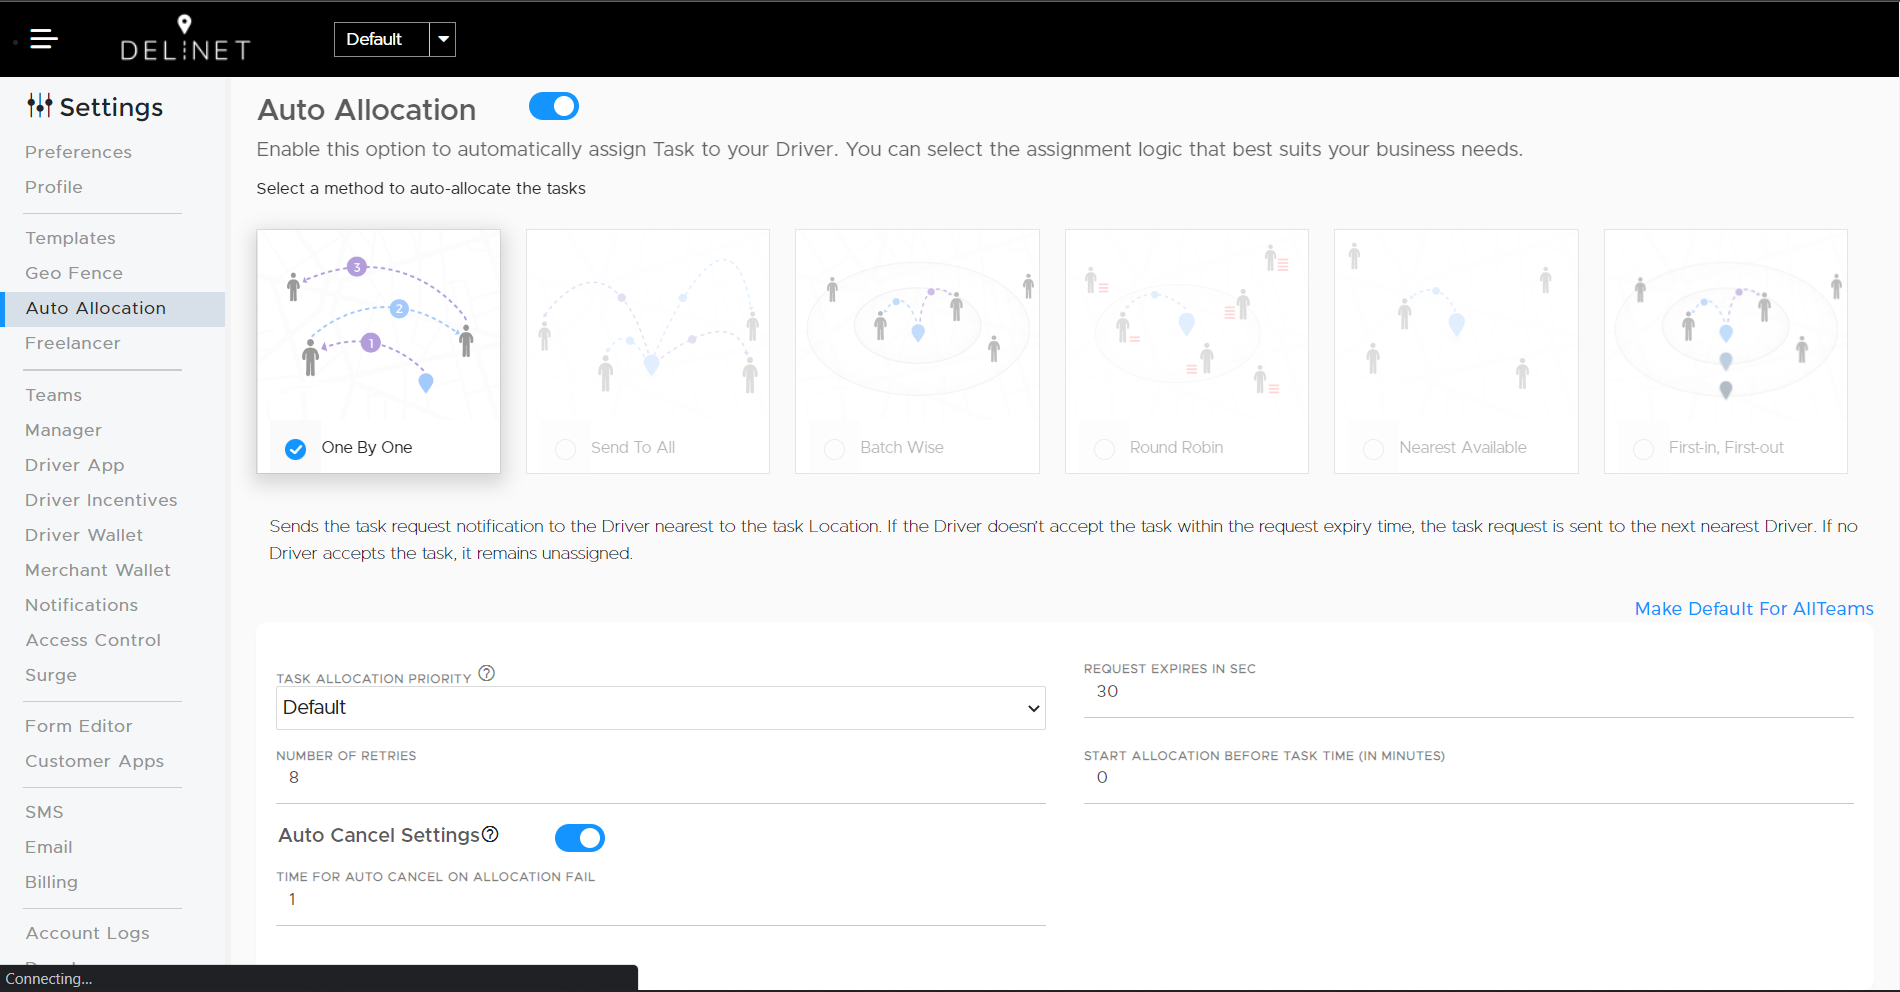 DELINET
Default
Settings
Preferences
Profile
Templates
Geo Fence
Auto Allocation
Freelancer
Teams
Manager
Driver App
Driver Incentives
Driver Wallet
Merchant Wallet
Notifications
Access Control
Surge
Form Editor
Customer Apps
SMS
Email
Billing
Account Logs
Connecting...
Auto Allocation
Enable this option to automatically assign Task to your Driver. You can select the assignment logic that best suits your business needs.
Select a method to auto-allocate the tasks
3
2
1
One By One
Send To All
Batch Wise
Round Robin
Nearest Available
First-in, First-out
Sends the task request notification to the Driver nearest to the task Location. If the Driver doesn't accept the task within the request expiry time, the task request is sent to the next nearest Driver. If no
Driver accepts the task, it remains unassigned.
Make Default For AllTeams
TASK ALLOCATION PRIORITY ?
Default
REQUEST EXPIRES IN SEC
30
NUMBER OF RETRIES
8
START ALLOCATION BEFORE TASK TIME (IN MINUTES)
0
Auto Cancel Settings?
TIME FOR AUTO CANCEL ON ALLOCATION FAIL
1